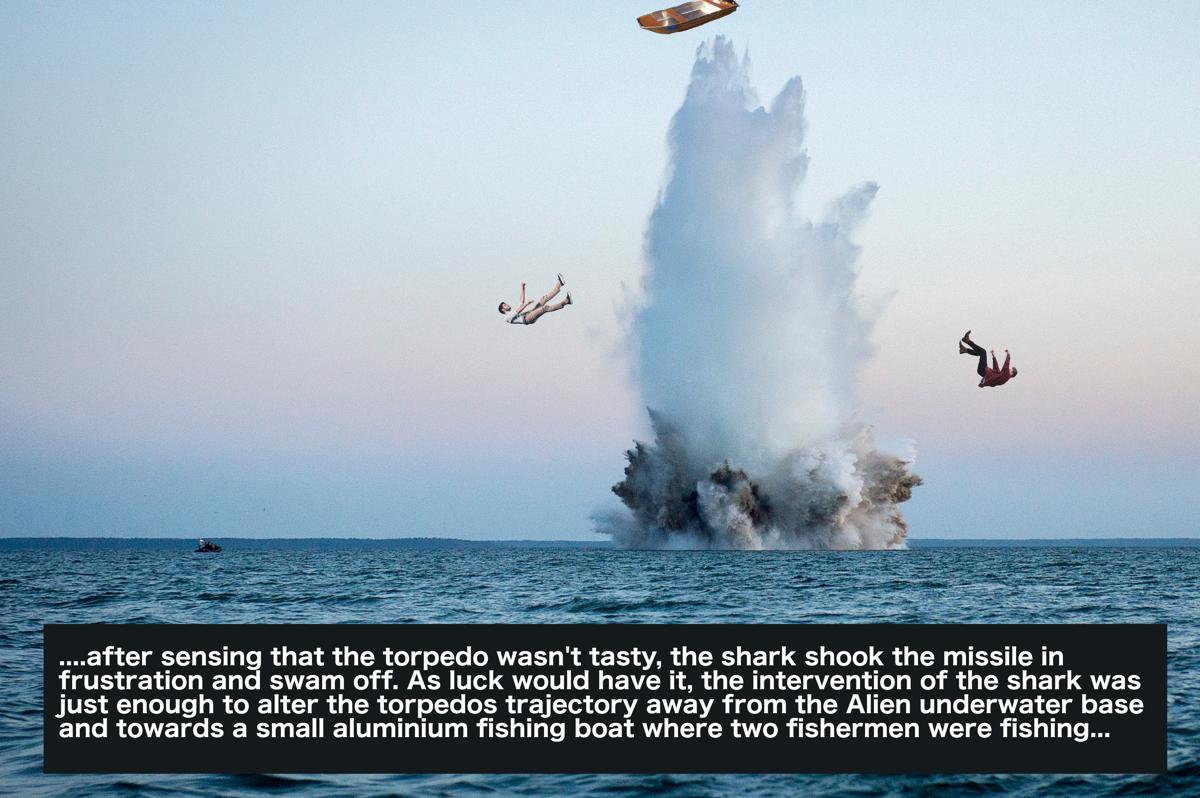 ....after sensing that the torpedo wasn't tasty, the shark shook the missile in
frustration and swam off. As luck would have it, the intervention of the shark was
just enough to alter the torpedos trajectory away from the Alien underwater base
and towards a small aluminium fishing boat where two fishermen were fishing...